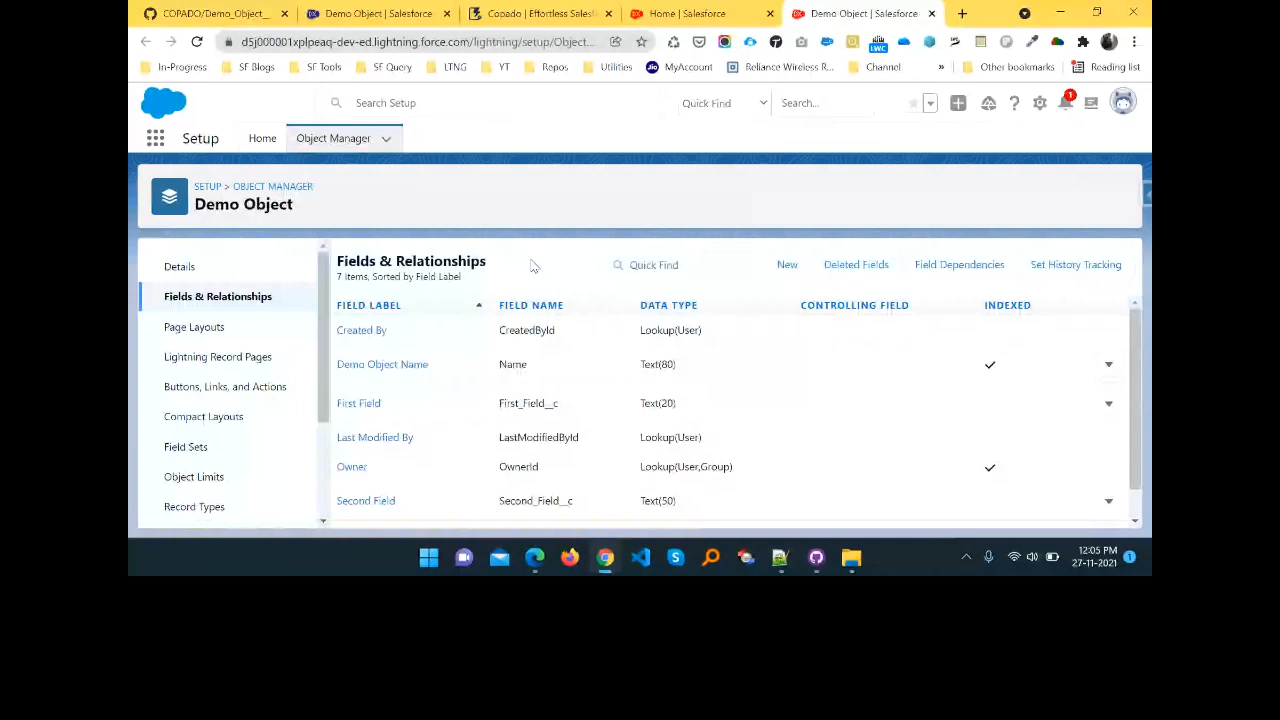 COPADO/Demo_Object__
Demo Object | Salesforce
Copado | Effortless Salesf
Home | Salesforce
Demo Object | Salesforce
d5j000001xplpeaq-dev-ed.lightning.force.com/lightning/setup/Object...
LWC
In-Progress
SF Blogs
SF Tools
SF Query
LTNG
YT
Repos
Utilities
Jio
MyAccount
Reliance Wireless R...
Channel
»
Other bookmarks
Reading list
Search Setup
Quick Find
Search...
1
Setup
Home
Object Manager
SETUP > OBJECT MANAGER
Demo Object
Details
Fields & Relationships
Page Layouts
Lightning Record Pages
Buttons, Links, and Actions
Compact Layouts
Field Sets
Object Limits
Record Types
Fields & Relationships
7 Items, Sorted by Field Label
Quick Find
New
Deleted Fields
Field Dependencies
Set History Tracking
FIELD LABEL FIELD NAME DATA TYPE CONTROLLING FIELD INDEXED
Created By CreatedById Lookup(User)
Demo Object Name Name Text(80)
First Field First_Field__c Text(20)
Last Modified By LastModifiedById Lookup(User)
Owner OwnerId Lookup(User,Group)
Second Field Second_Field__c Text(50)
12:05 PM
27-11-2021
1